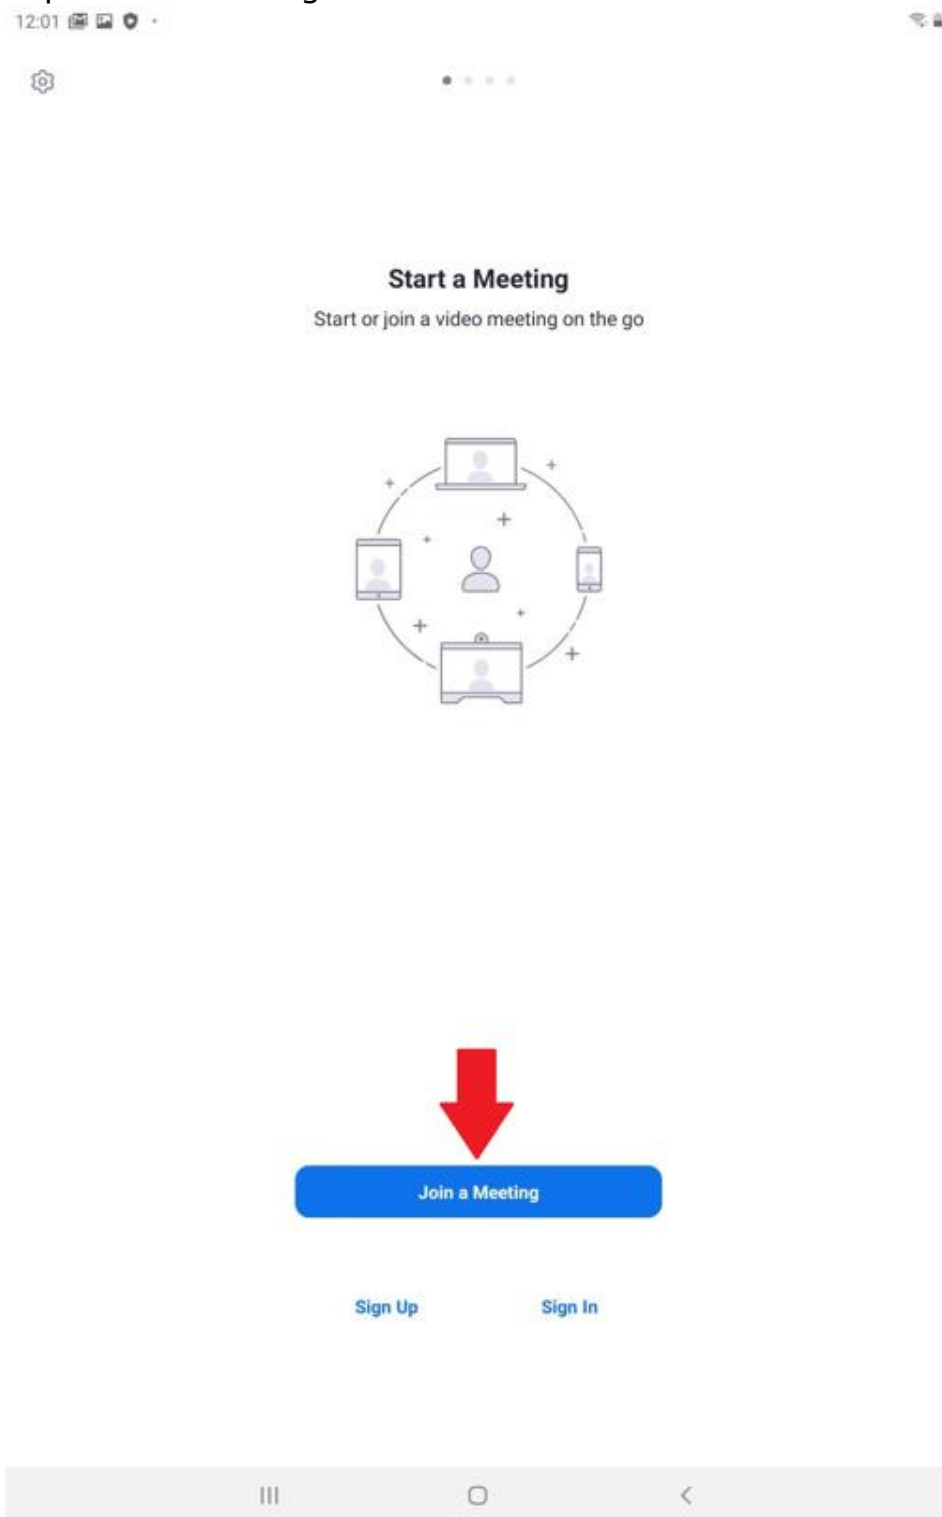 12:01
Start a Meeting
Start or join a video meeting on the go
Join a Meeting
Sign Up
Sign In